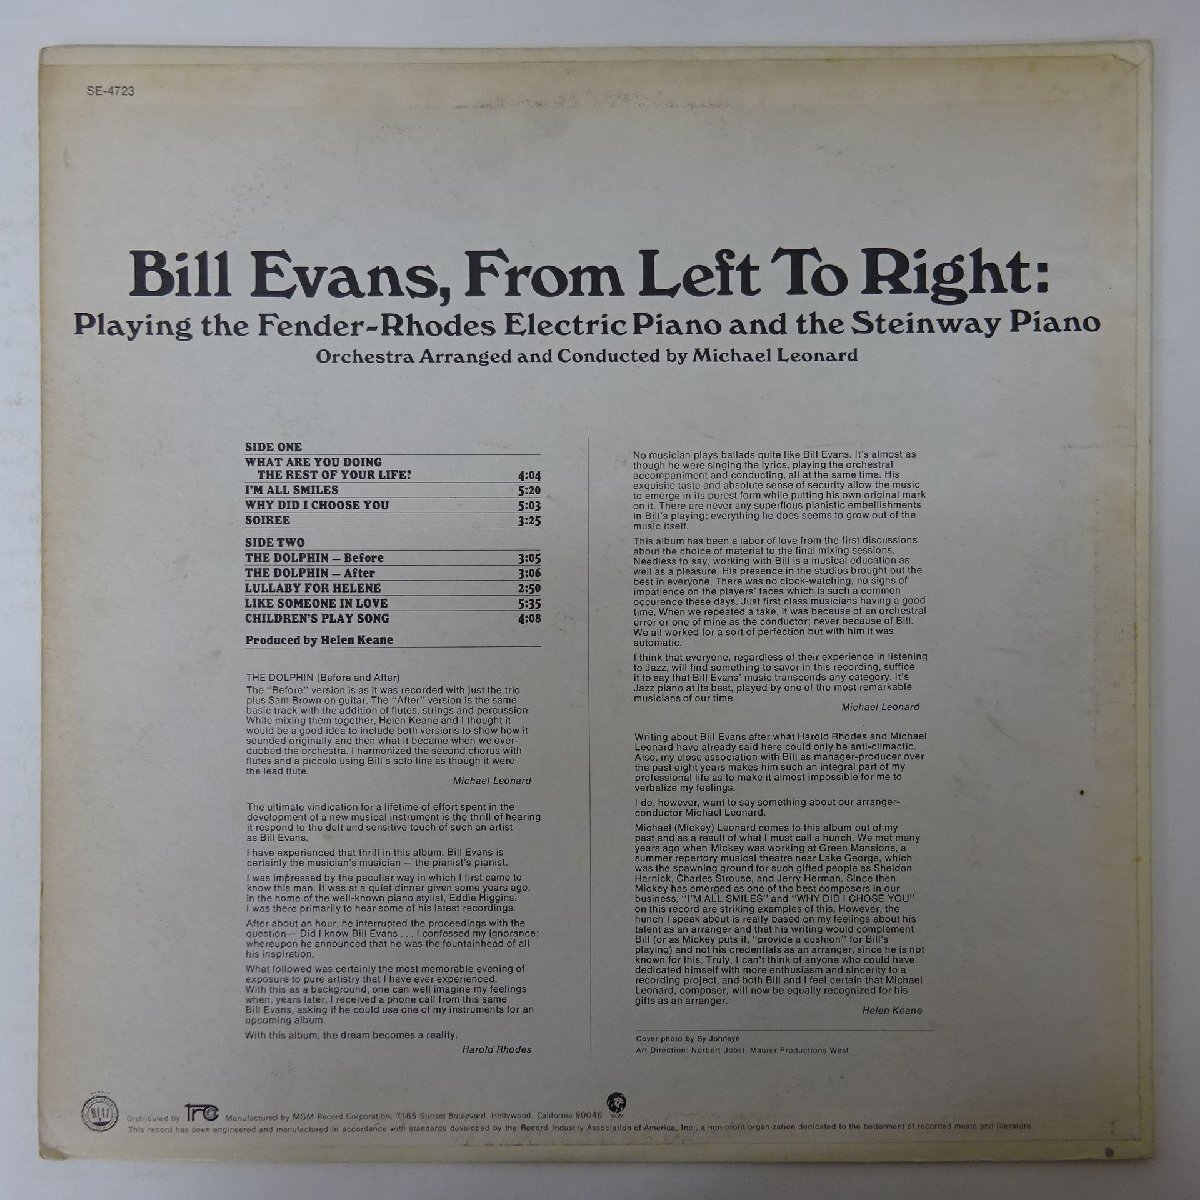 SE-4723
Bill Evans, From Left To Right:
Playing the Fender-Rhodes Electric Piano and the Steinway Piano
Orchestra Arranged and Conducted by Michael Leonard
SIDE ONE
WHAT ARE YOU DOING
THE REST OF YOUR LIFE? 4:04
I'M ALL SMILES 5:20
WHY DID I CHOOSE YOU 5:03
SOIREE 3:25
SIDE TWO
THE DOLPHIN — Before 3:05
THE DOLPHIN — After 3:06
LULLABY FOR HELENE 2:50
LIKE SOMEONE IN LOVE 5:35
CHILDREN'S PLAY SONG 4:08
Produced by Helen Keane
THE DOLPHIN (Before and After)
The "Before" version is as it was recorded with just the trio
plus Sam Brown on guitar. The "After" version is the same
basic track with the addition of flutes, strings and percussion.
While mixing them together, Helen Keane and I thought it
would be a good idea to include both versions to show how it
sounded originally and then what it became when we over-
dubbed the orchestra. I harmonized the second chorus with
flutes and a piccolo using Bill's solo line as though it were
the lead flute.
Michael Leonard
The ultimate vindication for a lifetime of effort spent in the
development of a new musical instrument is the thrill of hearing
it respond to the deft and sensitive touch of such an artist
as Bill Evans.
I have experienced that thrill in this album. Bill Evans is
certainly the musician's musician — the pianist's pianist.
I was impressed by the peculiar way in which I first came to
know this man. It was at a quiet dinner given some years ago,
in the home of the well-known piano stylist, Eddie Higgins.
I was there primarily to hear some of his latest recordings.
After about an hour, he interrupted the proceedings with the
question — Did I know Bill Evans . . . I confessed my ignorance;
whereupon he announced that he was the fountainhead of all
his inspiration.
What followed was certainly the most memorable evening of
exposure to pure artistry that I have ever experienced.
With this as a background, one can well imagine my feelings
when, years later, I received a phone call from this same
Bill Evans, asking if he could use one of my instruments for an
upcoming album.
With this album, the dream becomes a reality.
Harold Rhodes
No musician plays ballads quite like Bill Evans. It's almost as
though he were singing the lyrics, playing the orchestral
accompaniment and conducting, all at the same time. His
exquisite taste and absolute sense of security allow the music
to emerge in its purest form while putting his own original mark
on it. There are never any superflous pianistic embellishments
in Bill's playing; everything he does seems to grow out of the
music itself.
This album has been a labor of love from the first discussions
about the choice of material to the final mixing sessions.
Needless to say, working with Bill is a musical education as
well as a pleasure. His presence in the studios brought out the
best in everyone. There was no clock-watching, no signs of
impatience on the players' faces which is such a common
occurence these days. Just first class musicians having a good
time. When we repeated a take, it was because of an orchestral
error or one of mine as the conductor; never because of Bill.
We all worked for a sort of perfection but with him it was
automatic.
I think that everyone, regardless of their experience in listening
to Jazz, will find something to savor in this recording, suffice
it to say that Bill Evans' music transcends any category. It's
Jazz piano at its best, played by one of the most remarkable
musicians of our time.
Michael Leonard
Writing about Bill Evans after what Harold Rhodes and Michael
Leonard have already said here could only be anti-climactic.
Also, my close association with Bill as manager-producer over
the past eight years makes him such an integral part of my
professional life as to make it almost impossible for me to
verbalize my feelings.
I do, however, want to say something about our arranger-
conductor Michael Leonard.
Michael (Mickey) Leonard comes to this album out of my
past and as a result of what I must call a hunch. We met many
years ago when Mickey was working at Green Mansions, a
summer repertory musical theatre near Lake George, which
was the spawning ground for such gifted people as Sheldon
Harnick, Charles Strouse, and Jerry Herman. Since then
Mickey has emerged as one of the best composers in our
business. "I'M ALL SMILES" and "WHY DID I CHOSE YOU"
on this record are striking examples of this. However, the
hunch I speak about is really based on my feelings about his
talent as an arranger and that his writing would complement
Bill (or as Mickey puts it, "provide a cushion" for Bill's
playing) and not his credentials as an arranger, since he is not
known for this. Truly, I can't think of anyone who could have
dedicated himself with more enthusiasm and sincerity to a
recording project, and both Bill and I feel certain that Michael
Leonard, composer, will now be equally recognized for his
gifts as an arranger.
Helen Keane
Cover photo by Sy Johnsyn
Art Direction: Norbert Jobst, Maurer Productions West
Distributed by TRC Manufactured by MGM Record Corporation, 7165 Sunset Boulevard, Hollywood, California 90046 MGM
This record has been engineered and manufactured in accordance with standards developed by the Record Industry Association of America, Inc., a non-profit organization dedicated to the betterment of recorded music and literature.